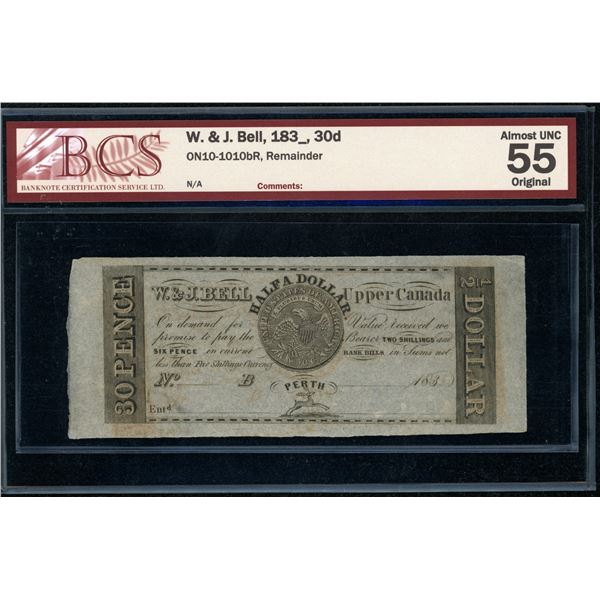 BCS
BANKNOTE CERTIFICATION SERVICE LTD.
W. & J. Bell, 183_, 30d
ON10-1010bR, Remainder
N/A
Comments:
Almost UNC
55
Original
30 PENCE
W. & J. BELL
HALF A DOLLAR.
Upper Canada
1/2 DOLLAR
On demand for Value Received we
promise to pay the Bearer TWO SHILLINGS and
SIX PENCE in current BANK BILLS in Sums not
less than Five Shillings Currency
No. B 183
PERTH
Entd